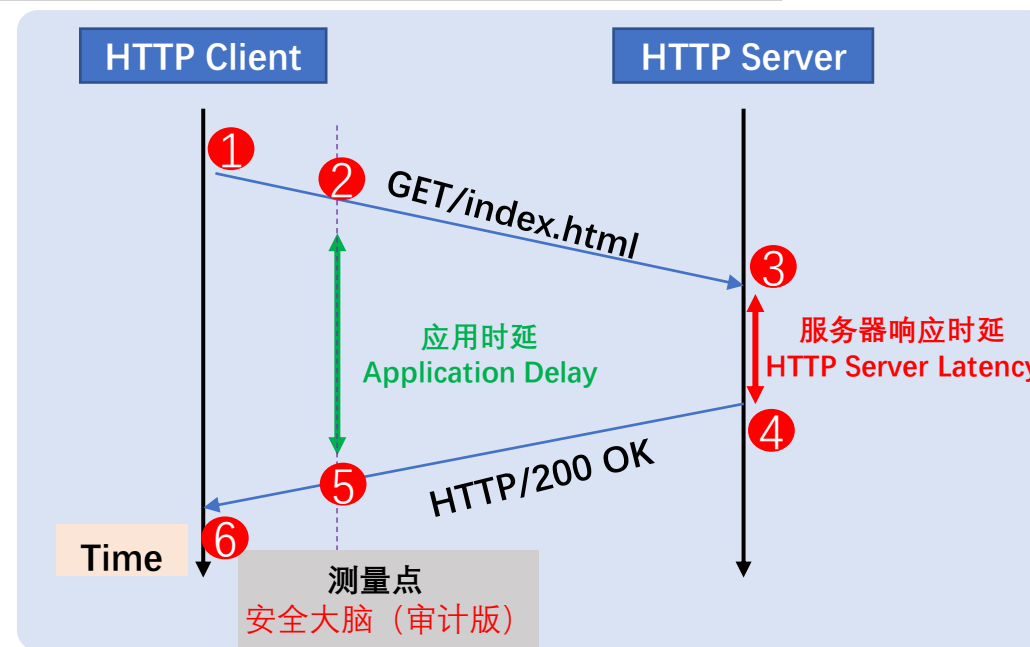 HTTP Client
HTTP Server
1
2
GET/index.html
3
应用时延
Application Delay
服务器响应时延
HTTP Server Latency
4
HTTP/200 OK
5
6
Time
测量点
安全大脑（审计版）